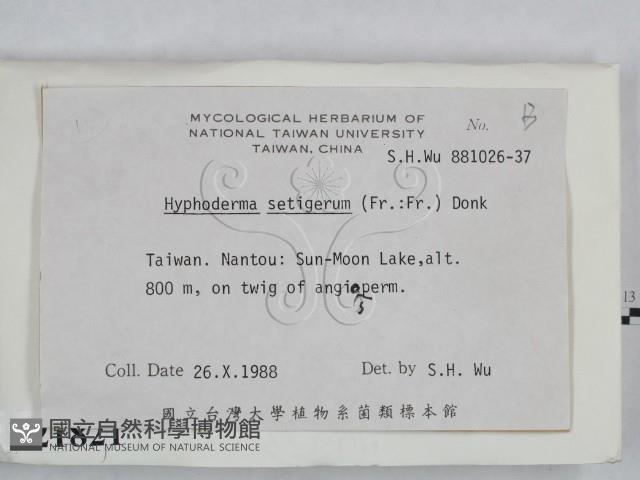 MYCOLOGICAL HERBARIUM OF
NATIONAL TAIWAN UNIVERSITY
TAIWAN, CHINA
No. B
S.H.Wu 881026-37
Hyphoderma setigerum (Fr.:Fr.) Donk
Taiwan. Nantou: Sun-Moon Lake,alt.
800 m, on twig of angiosperm.
Coll. Date 26.X.1988
Det. by S.H. Wu
國立台灣大學植物系菌類標本館
國立自然科學博物館
NATIONAL MUSEUM OF NATURAL SCIENCE
13